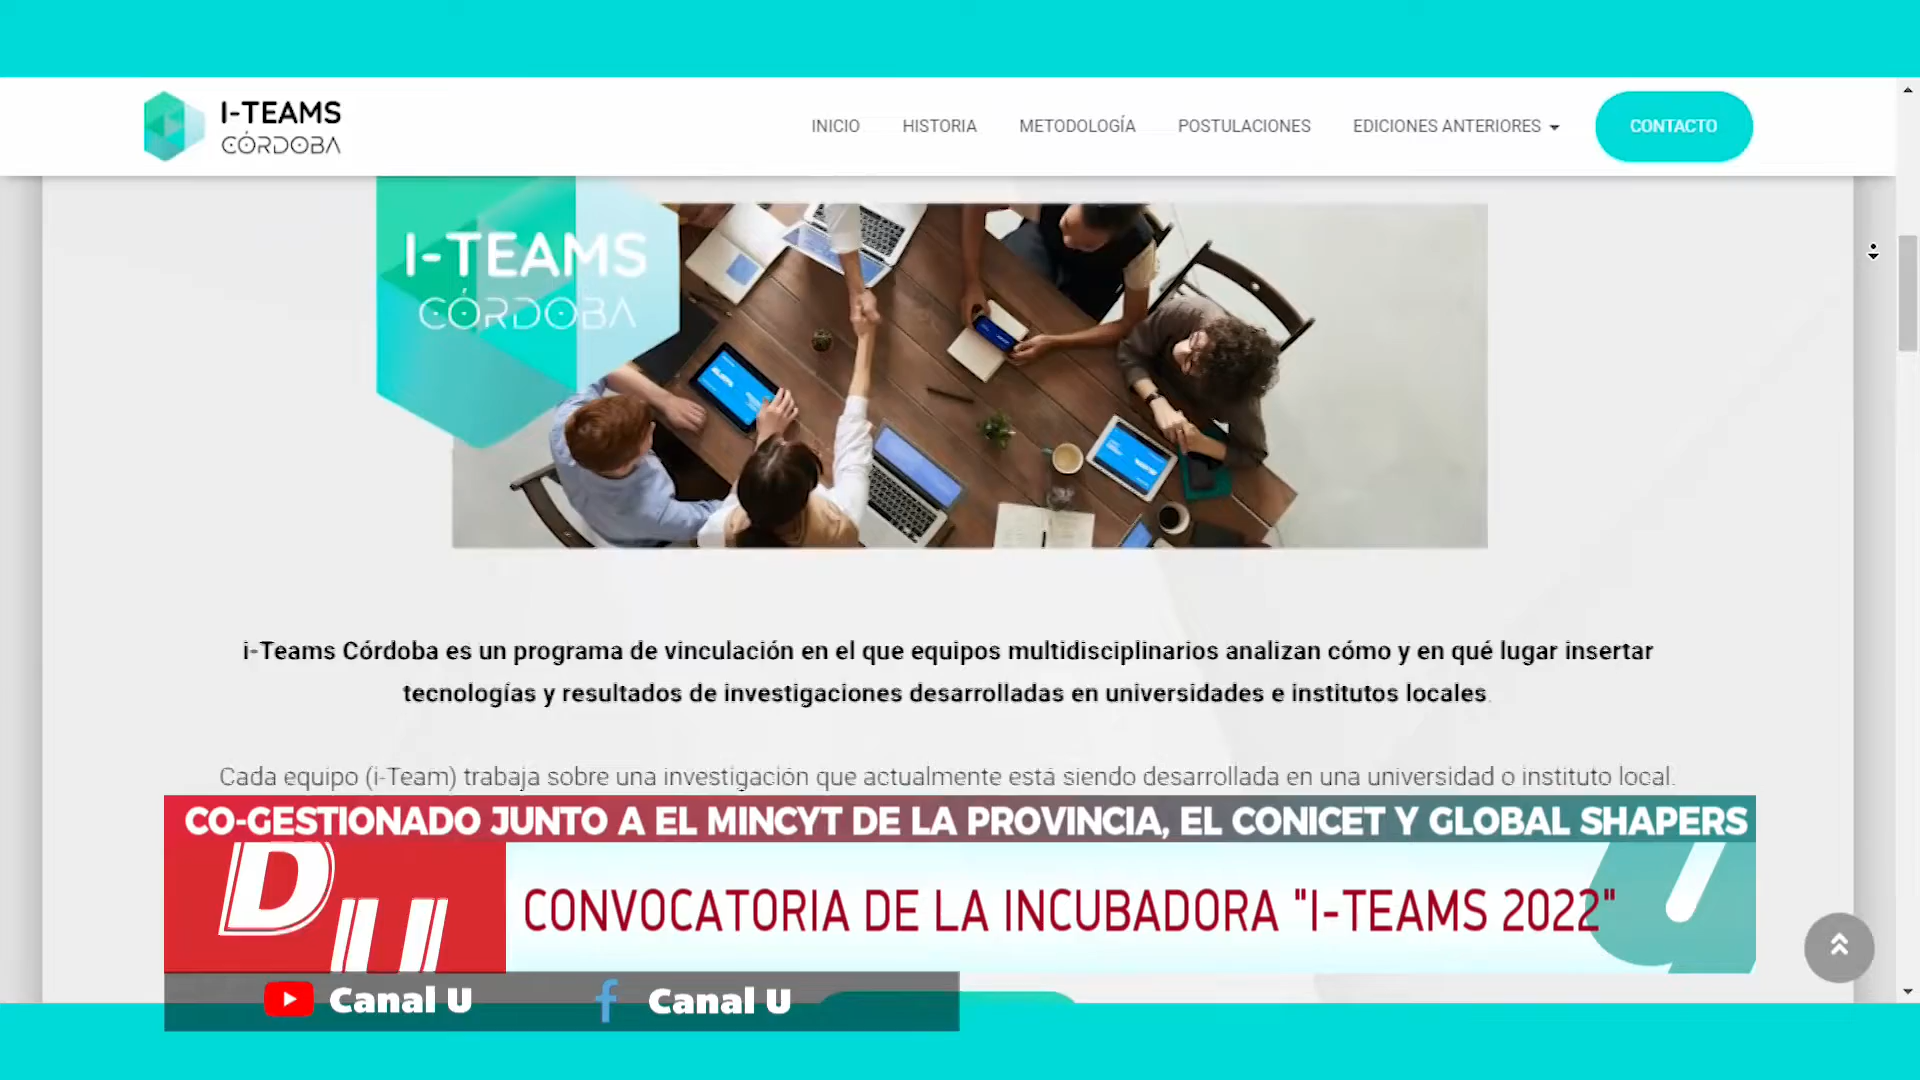 I-TEAMS
CÓRDOBA
INICIO
HISTORIA
METODOLOGÍA
POSTULACIONES
EDICIONES ANTERIORES
CONTACTO
I-TEAMS
CÓRDOBA
i-Teams Córdoba es un programa de vinculación en el que equipos multidisciplinarios analizan cómo y en qué lugar insertar
tecnologías y resultados de investigaciones desarrolladas en universidades e institutos locales.
Cada equipo (i-Team) trabaja sobre una investigación que actualmente está siendo desarrollada en una universidad o instituto local.
CO-GESTIONADO JUNTO A EL MINCYT DE LA PROVINCIA, EL CONICET Y GLOBAL SHAPERS
DU
CONVOCATORIA DE LA INCUBADORA "I-TEAMS 2022"
U
Canal U
Canal U